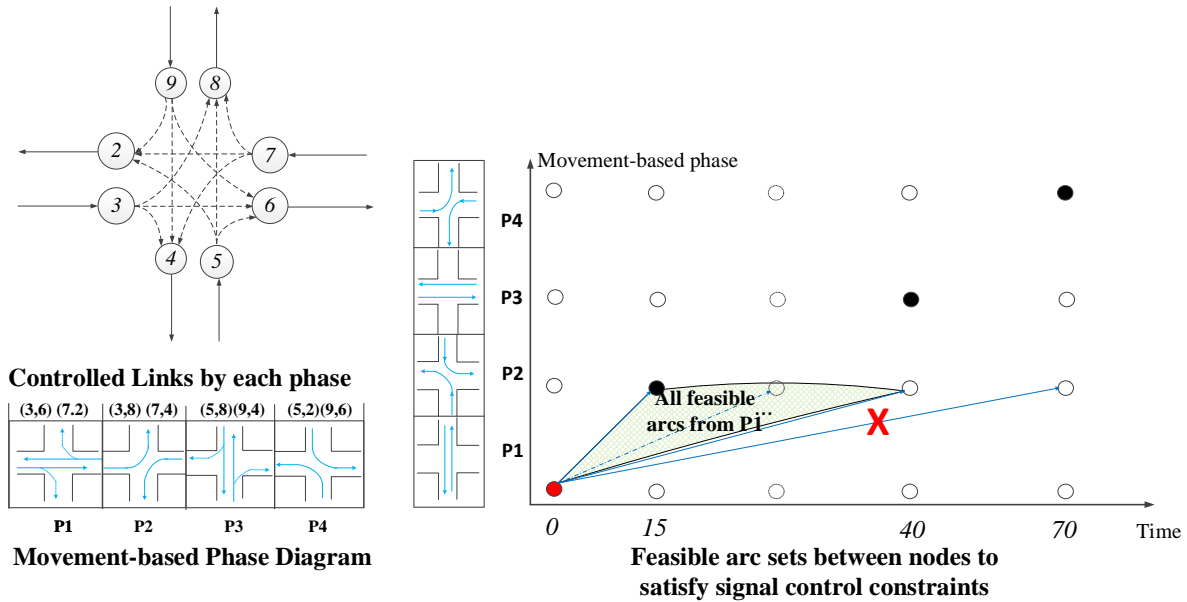 9
8
2
7
3
6
4
5
Controlled Links by each phase
(3,6) (7.2)
(3,8) (7,4)
(5,8)(9,4)
(5,2)(9,6)
P1
P2
P3
P4
Movement-based Phase Diagram
Movement-based phase
P4
P3
P2
P1
All feasible
arcs from P1
...
X
0
15
40
70
Time
Feasible arc sets between nodes to
satisfy signal control constraints